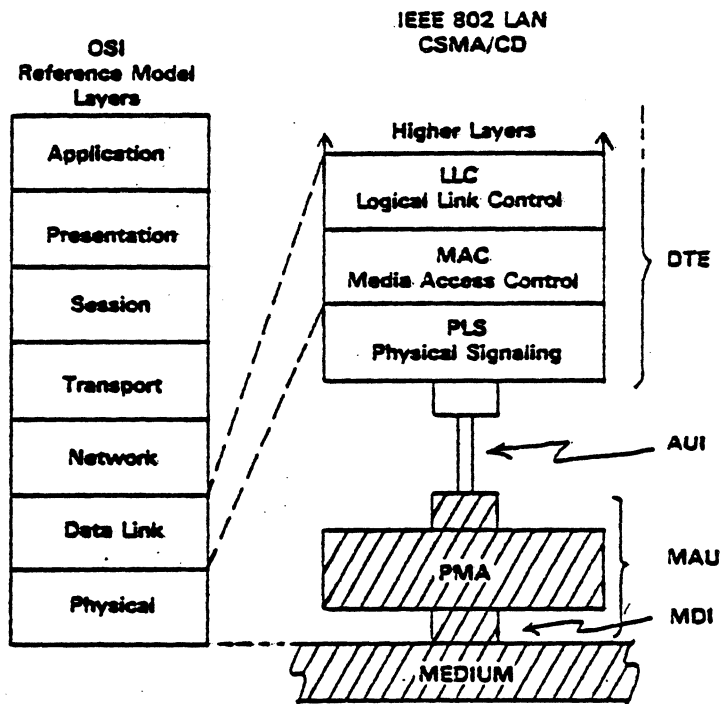 OSI
Reference Model
Layers
Application
Presentation
Session
Transport
Network
Data Link
Physical
IEEE 802 LAN
CSMA/CD
Higher Layers
LLC
Logical Link Control
MAC
Media Access Control
PLS
Physical Signaling
DTE
AUI
PMA
MAU
MDI
MEDIUM